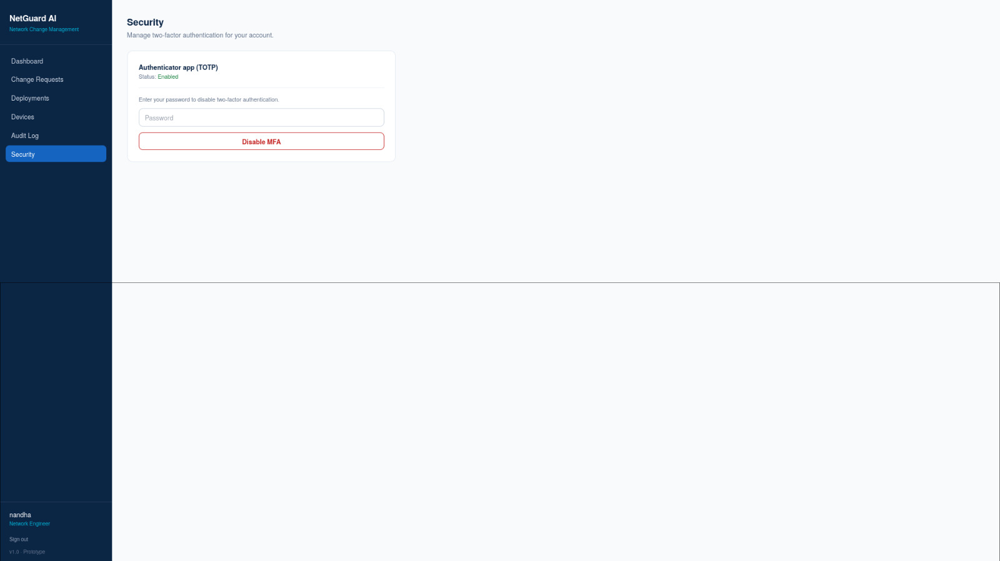 NetGuard AI
Network Change Management
Dashboard
Change Requests
Deployments
Devices
Audit Log
Security
nandha
Network Engineer
Sign out
v1.0 · Prototype
Security
Manage two-factor authentication for your account.
Authenticator app (TOTP)
Status: Enabled
Enter your password to disable two-factor authentication.
Password
Disable MFA